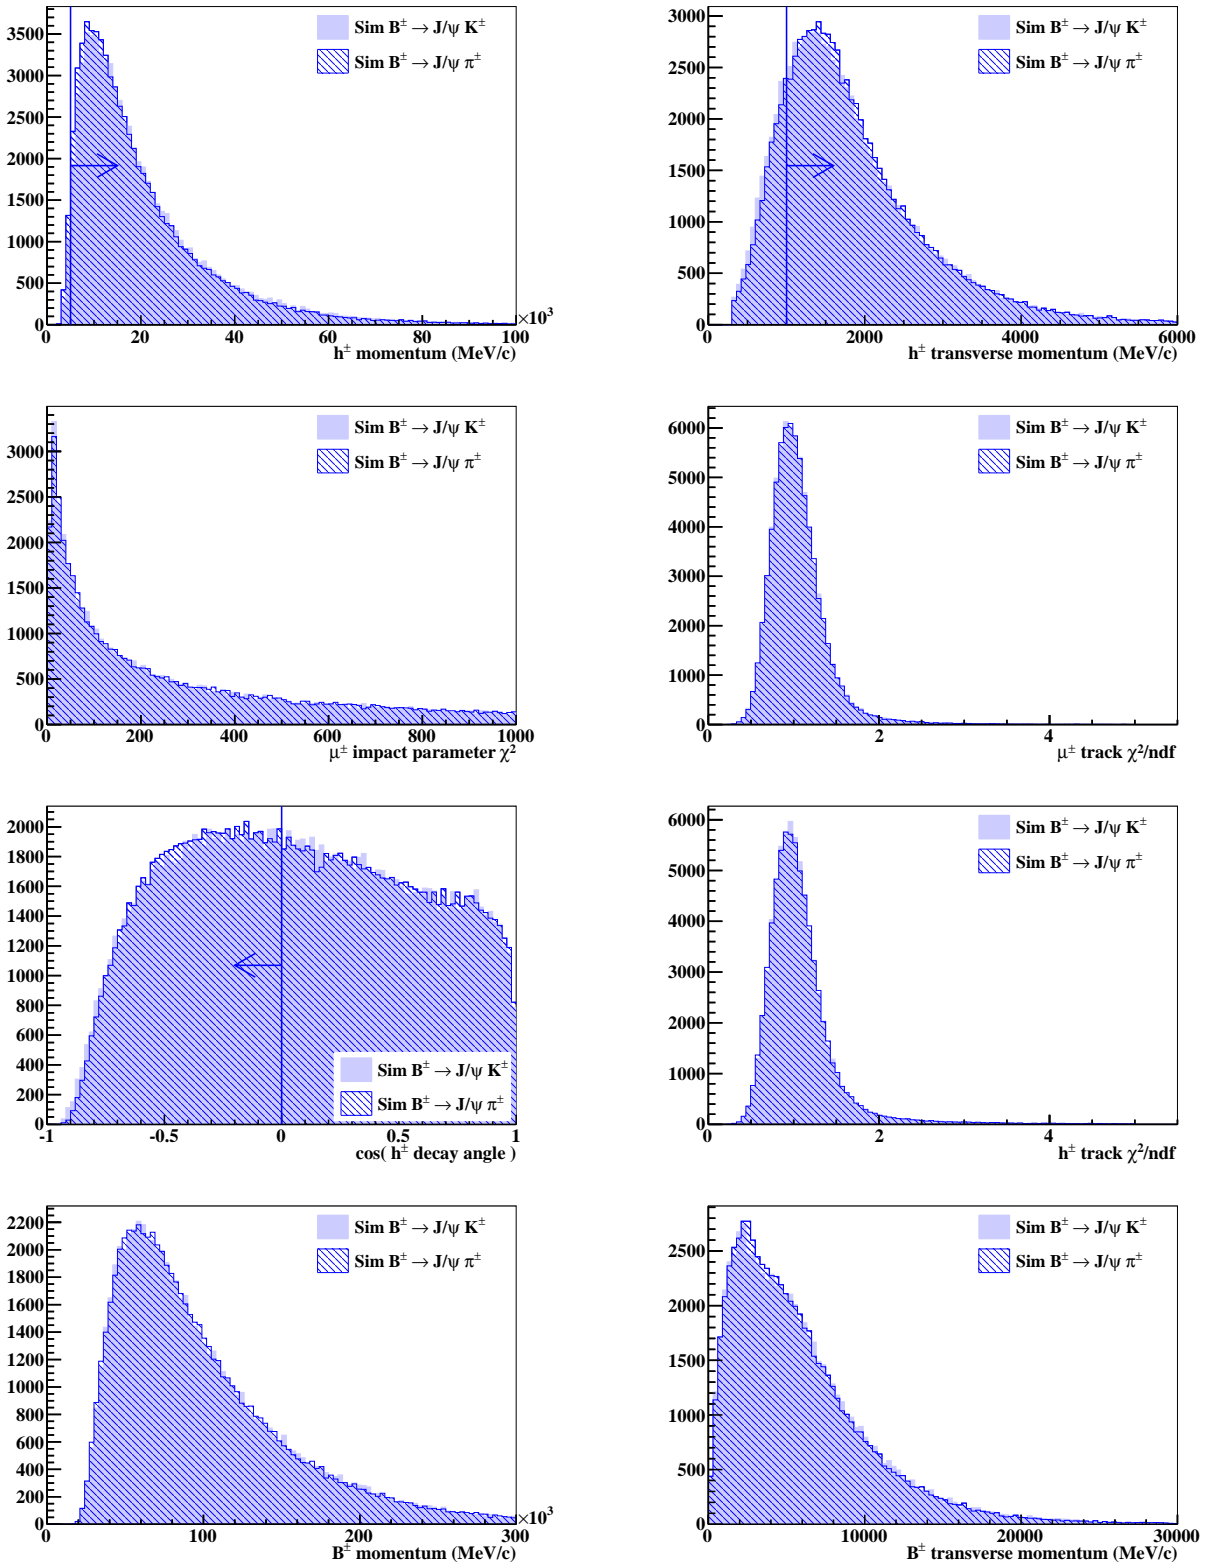 3500
3000
2500
2000
1500
1000
500
0
Sim B± → J/ψ K±
Sim B± → J/ψ π±
0 20 40 60 80 100 ×10³
h± momentum (MeV/c)
3000
2500
2000
1500
1000
500
0
Sim B± → J/ψ K±
Sim B± → J/ψ π±
0 2000 4000 6000
h± transverse momentum (MeV/c)
3000
2500
2000
1500
1000
500
0
Sim B± → J/ψ K±
Sim B± → J/ψ π±
0 200 400 600 800 1000
μ± impact parameter χ²
6000
5000
4000
3000
2000
1000
0
Sim B± → J/ψ K±
Sim B± → J/ψ π±
0 2 4
μ± track χ²/ndf
2000
1800
1600
1400
1200
1000
800
600
400
200
0
Sim B± → J/ψ K±
Sim B± → J/ψ π±
-1 -0.5 0 0.5 1
cos( h± decay angle )
6000
5000
4000
3000
2000
1000
0
Sim B± → J/ψ K±
Sim B± → J/ψ π±
0 2 4
h± track χ²/ndf
2200
2000
1800
1600
1400
1200
1000
800
600
400
200
0
Sim B± → J/ψ K±
Sim B± → J/ψ π±
0 100 200 300 ×10³
B± momentum (MeV/c)
2500
2000
1500
1000
500
0
Sim B± → J/ψ K±
Sim B± → J/ψ π±
0 10000 20000 30000
B± transverse momentum (MeV/c)